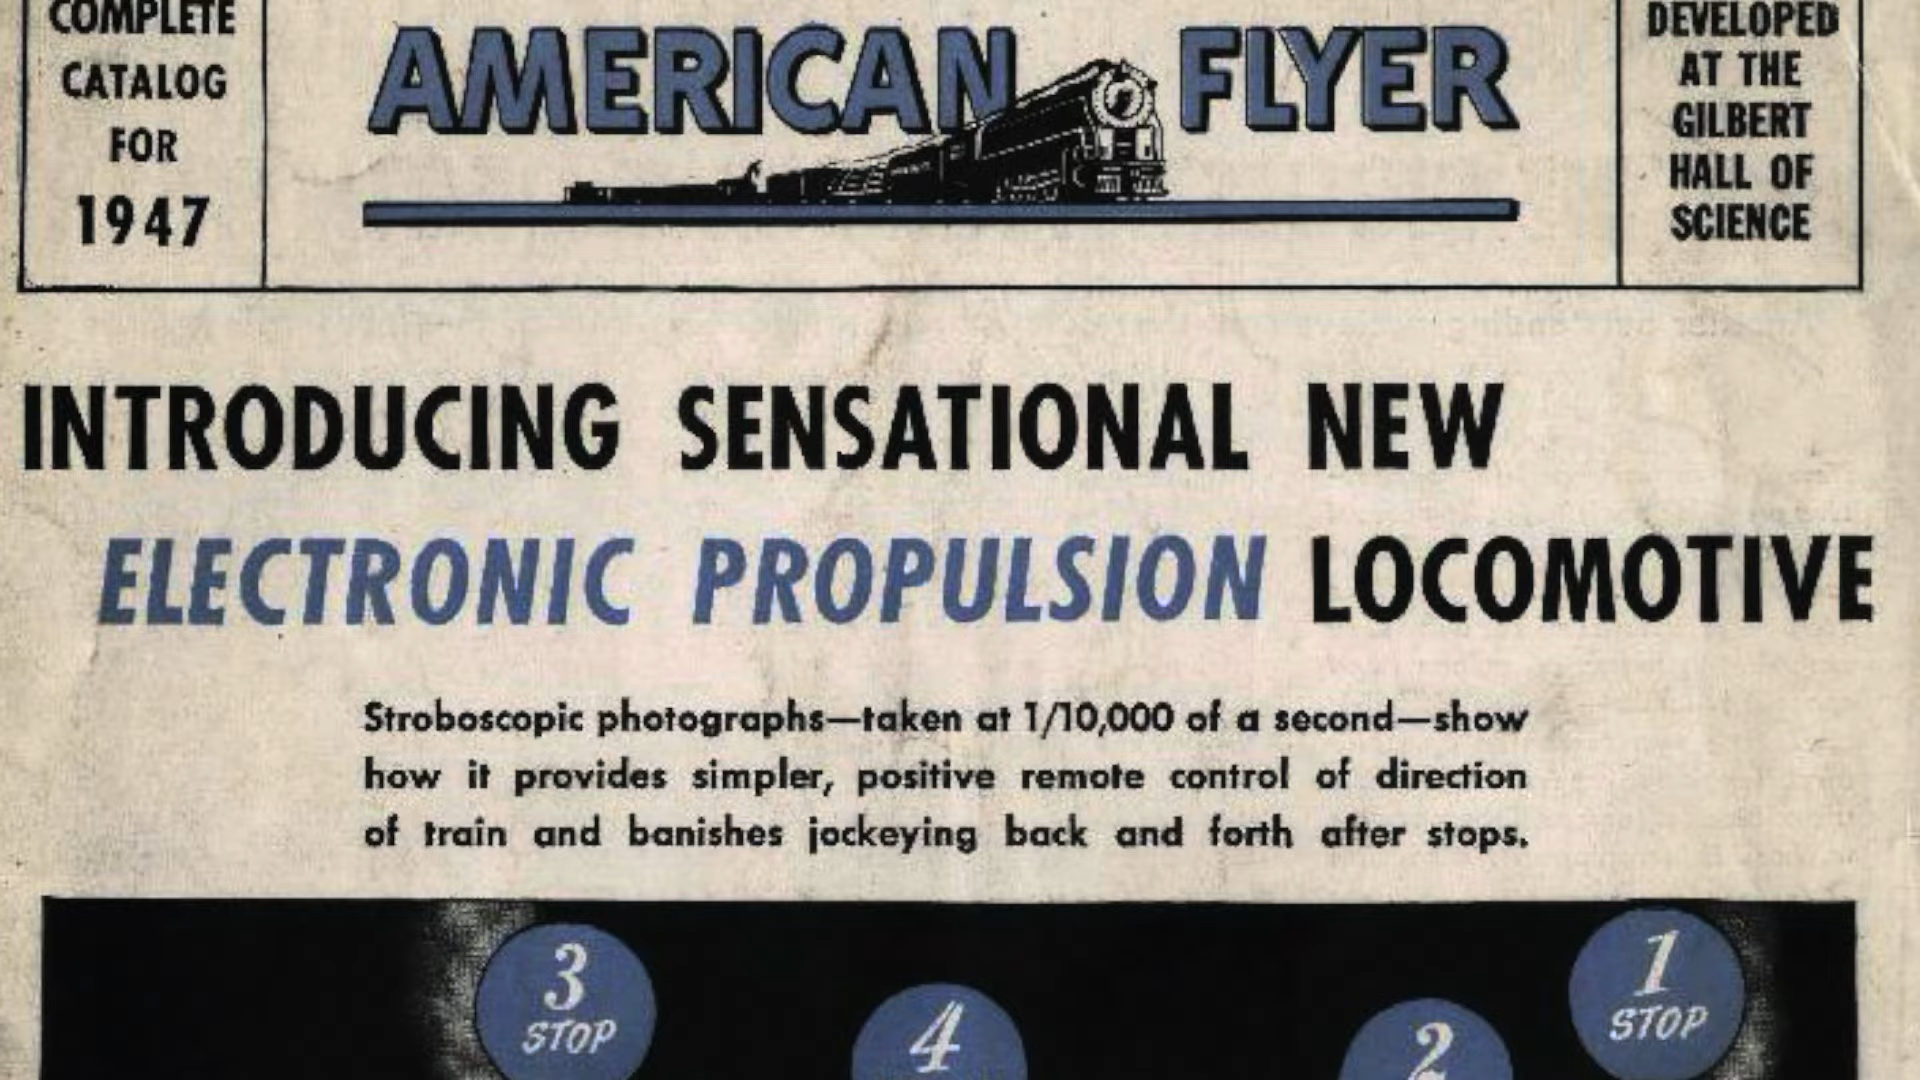 COMPLETE
CATALOG
FOR
1947
AMERICAN FLYER
DEVELOPED
AT THE
GILBERT
HALL OF
SCIENCE
INTRODUCING SENSATIONAL NEW
ELECTRONIC PROPULSION LOCOMOTIVE
Stroboscopic photographs—taken at 1/10,000 of a second—show
how it provides simpler, positive remote control of direction
of train and banishes jockeying back and forth after stops.
3
STOP
4
2
1
STOP